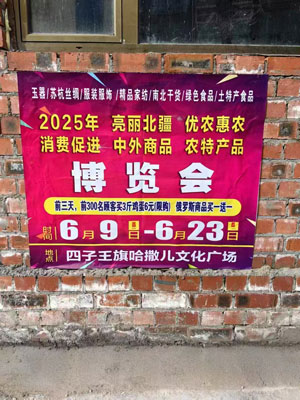 玉器/苏杭丝绸/服装服饰/精品家纺/南北干货/绿色食品/土特产食品
2025年 亮丽北疆 优农惠农
消费促进 中外商品 农特产品
博览会
前三天，前300名顾客买3斤鸡蛋6元(限购) 俄罗斯商品买一送一
时间 6月9日-6月23日
地点 四子王旗哈撒儿文化广场